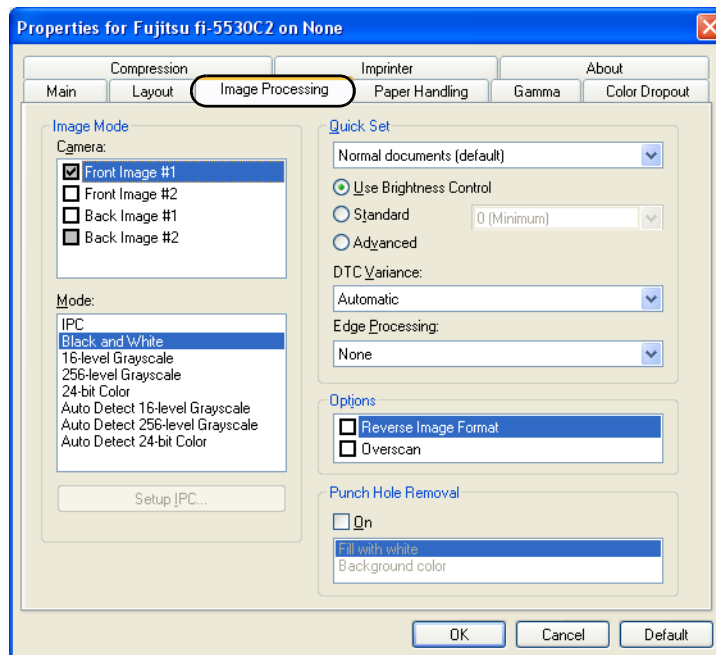 Properties for Fujitsu fi-5530C2 on None
Compression Imprinter About
Main Layout Image Processing Paper Handling Gamma Color Dropout
Image Mode
Camera:
Front Image #1
Front Image #2
Back Image #1
Back Image #2
Mode:
IPC
Black and White
16-level Grayscale
256-level Grayscale
24-bit Color
Auto Detect 16-level Grayscale
Auto Detect 256-level Grayscale
Auto Detect 24-bit Color
Setup IPC...
Quick Set
Normal documents (default)
Use Brightness Control
Standard 0 (Minimum)
Advanced
DTC Variance:
Automatic
Edge Processing:
None
Options
Reverse Image Format
Overscan
Punch Hole Removal
On
Fill with white
Background color
OK Cancel Default